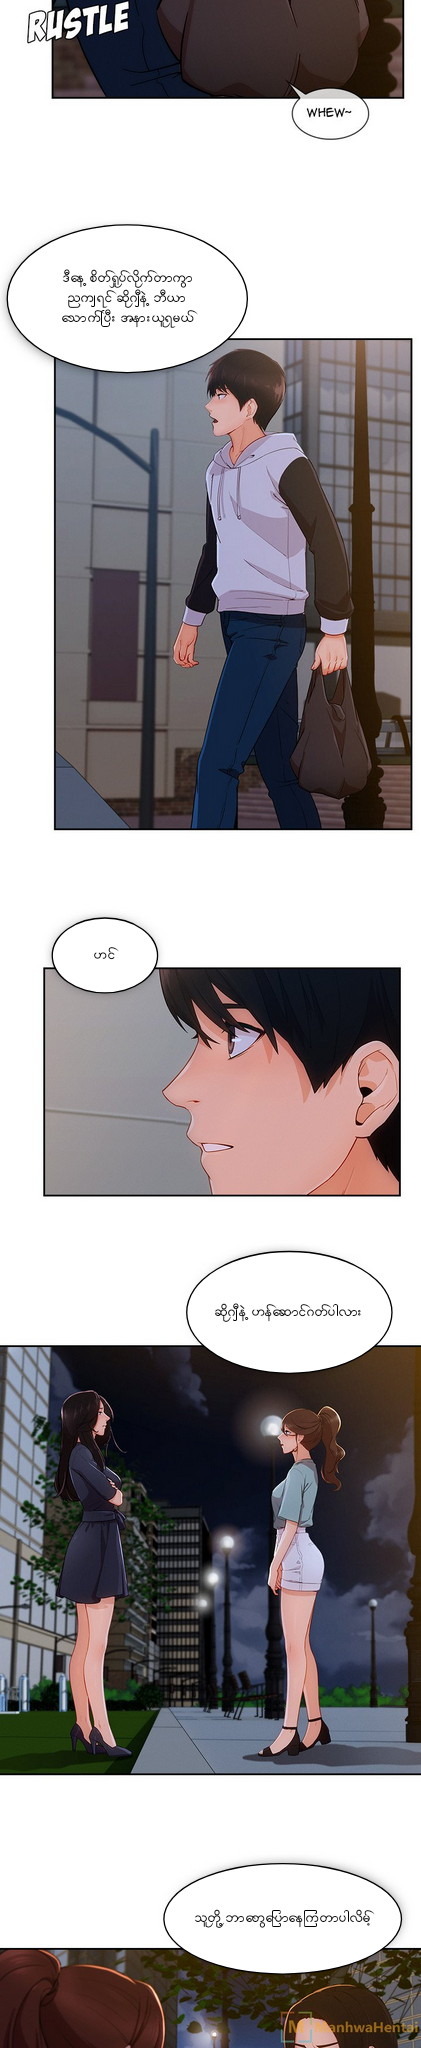 RUSTLE
WHEW~
ဒီနေ့ စိတ်ရှုပ်လိုက်တာကွာ
ညကျရင် ဆိုဂျီနဲ့ ဘီယာ
သောက်ပြီး အနားယူရမယ်
ဟင်
ဆိုဂျီနဲ့ ဟန်ဆောင်ဂတ်ပါလား
သူတို့ ဘာတွေပြောနေကြတာပါလိမ့်
M ManhwaHentai